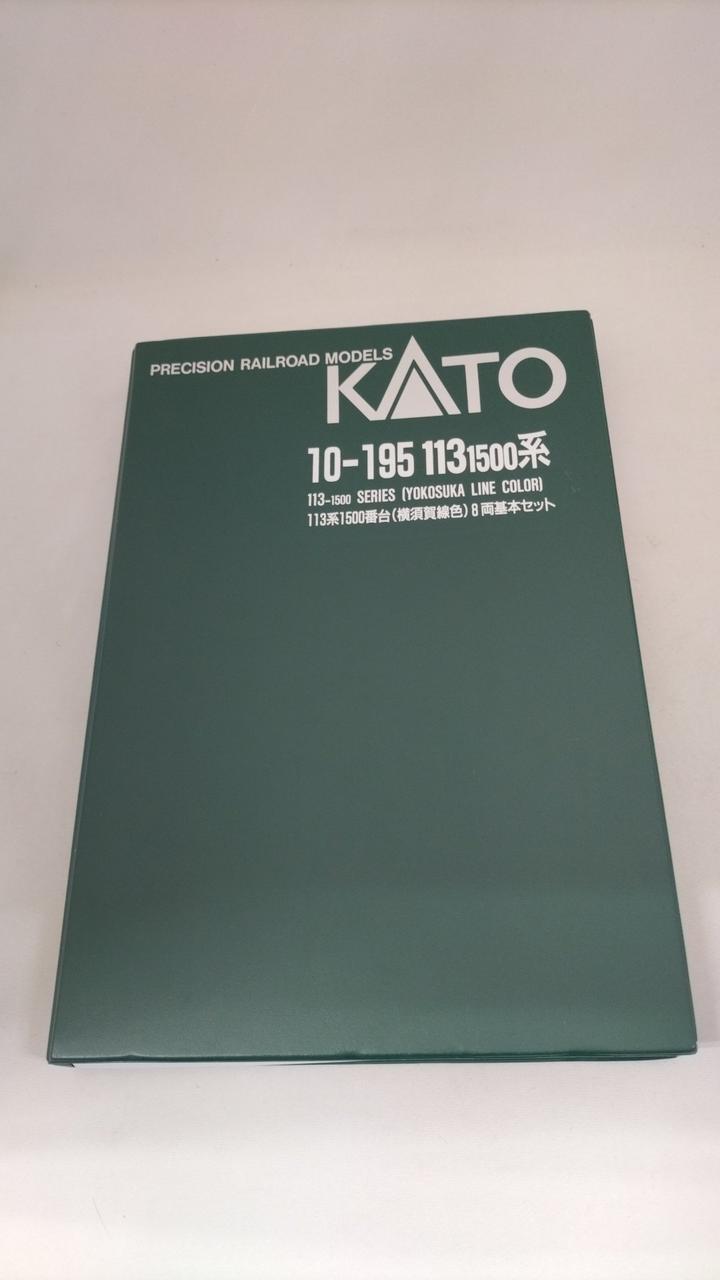 PRECISION RAILROAD MODELS
KATO
10-195 113 1500系
113-1500 SERIES (YOKOSUKA LINE COLOR)
113系1500番台(横須賀線色)8両基本セット